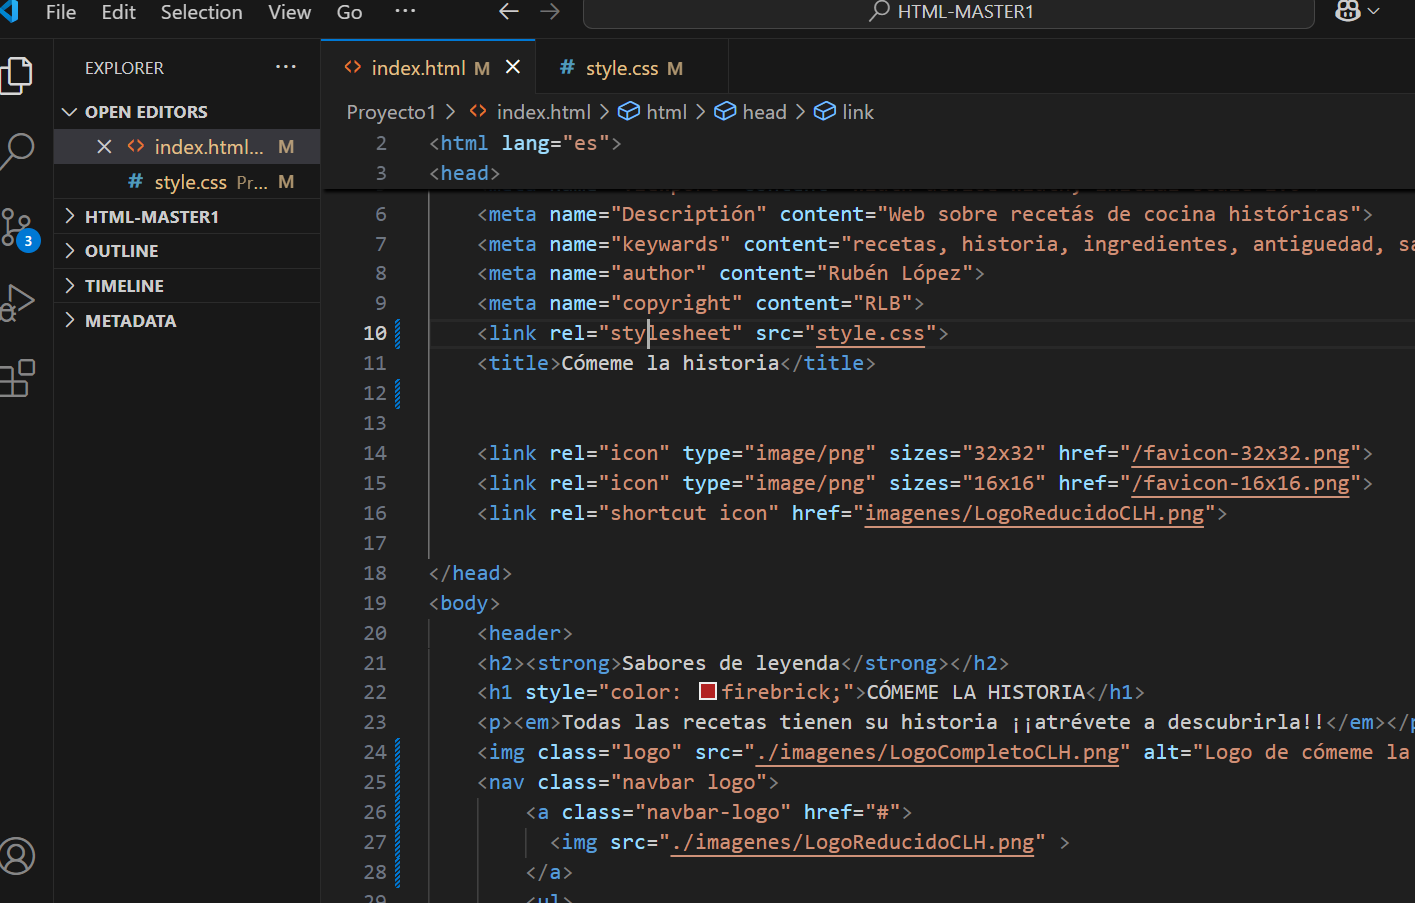 File Edit Selection View Go ··· HTML-MASTER1
EXPLORER ···
OPEN EDITORS
index.html... M
style.css Pr... M
HTML-MASTER1
OUTLINE
TIMELINE
METADATA
3
index.html M
style.css M
Proyecto1 > index.html > html > head > link
2 <html lang="es">
3 <head>
6 <meta name="Descriptión" content="Web sobre recetás de cocina históricas">
7 <meta name="keywords" content="recetas, historia, ingredientes, antiguedad, sa
8 <meta name="author" content="Rubén López">
9 <meta name="copyright" content="RLB">
10 <link rel="stylesheet" src="style.css">
11 <title>Cómeme la historia</title>
12
13
14 <link rel="icon" type="image/png" sizes="32x32" href="/favicon-32x32.png">
15 <link rel="icon" type="image/png" sizes="16x16" href="/favicon-16x16.png">
16 <link rel="shortcut icon" href="imagenes/LogoReducidoCLH.png">
17
18 </head>
19 <body>
20 <header>
21 <h2><strong>Sabores de leyenda</strong></h2>
22 <h1 style="color: firebrick;">CÓMEME LA HISTORIA</h1>
23 <p><em>Todas las recetas tienen su historia ¡¡atrévete a descubrirla!!</em></p
24 <img class="logo" src="./imagenes/LogoCompletoCLH.png" alt="Logo de cómeme la
25 <nav class="navbar logo">
26 <a class="navbar-logo" href="#">
27 <img src="./imagenes/LogoReducidoCLH.png" >
28 </a>
29 <ul>